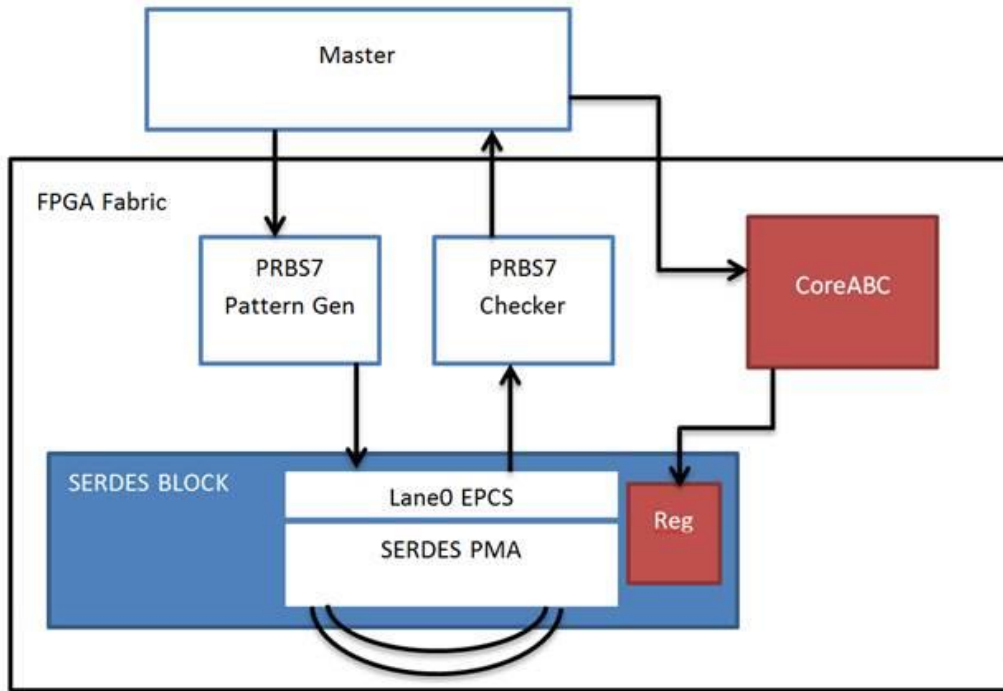 Master
FPGA Fabric
PRBS7
Pattern Gen
PRBS7
Checker
CoreABC
SERDES BLOCK
Lane0 EPCS
SERDES PMA
Reg